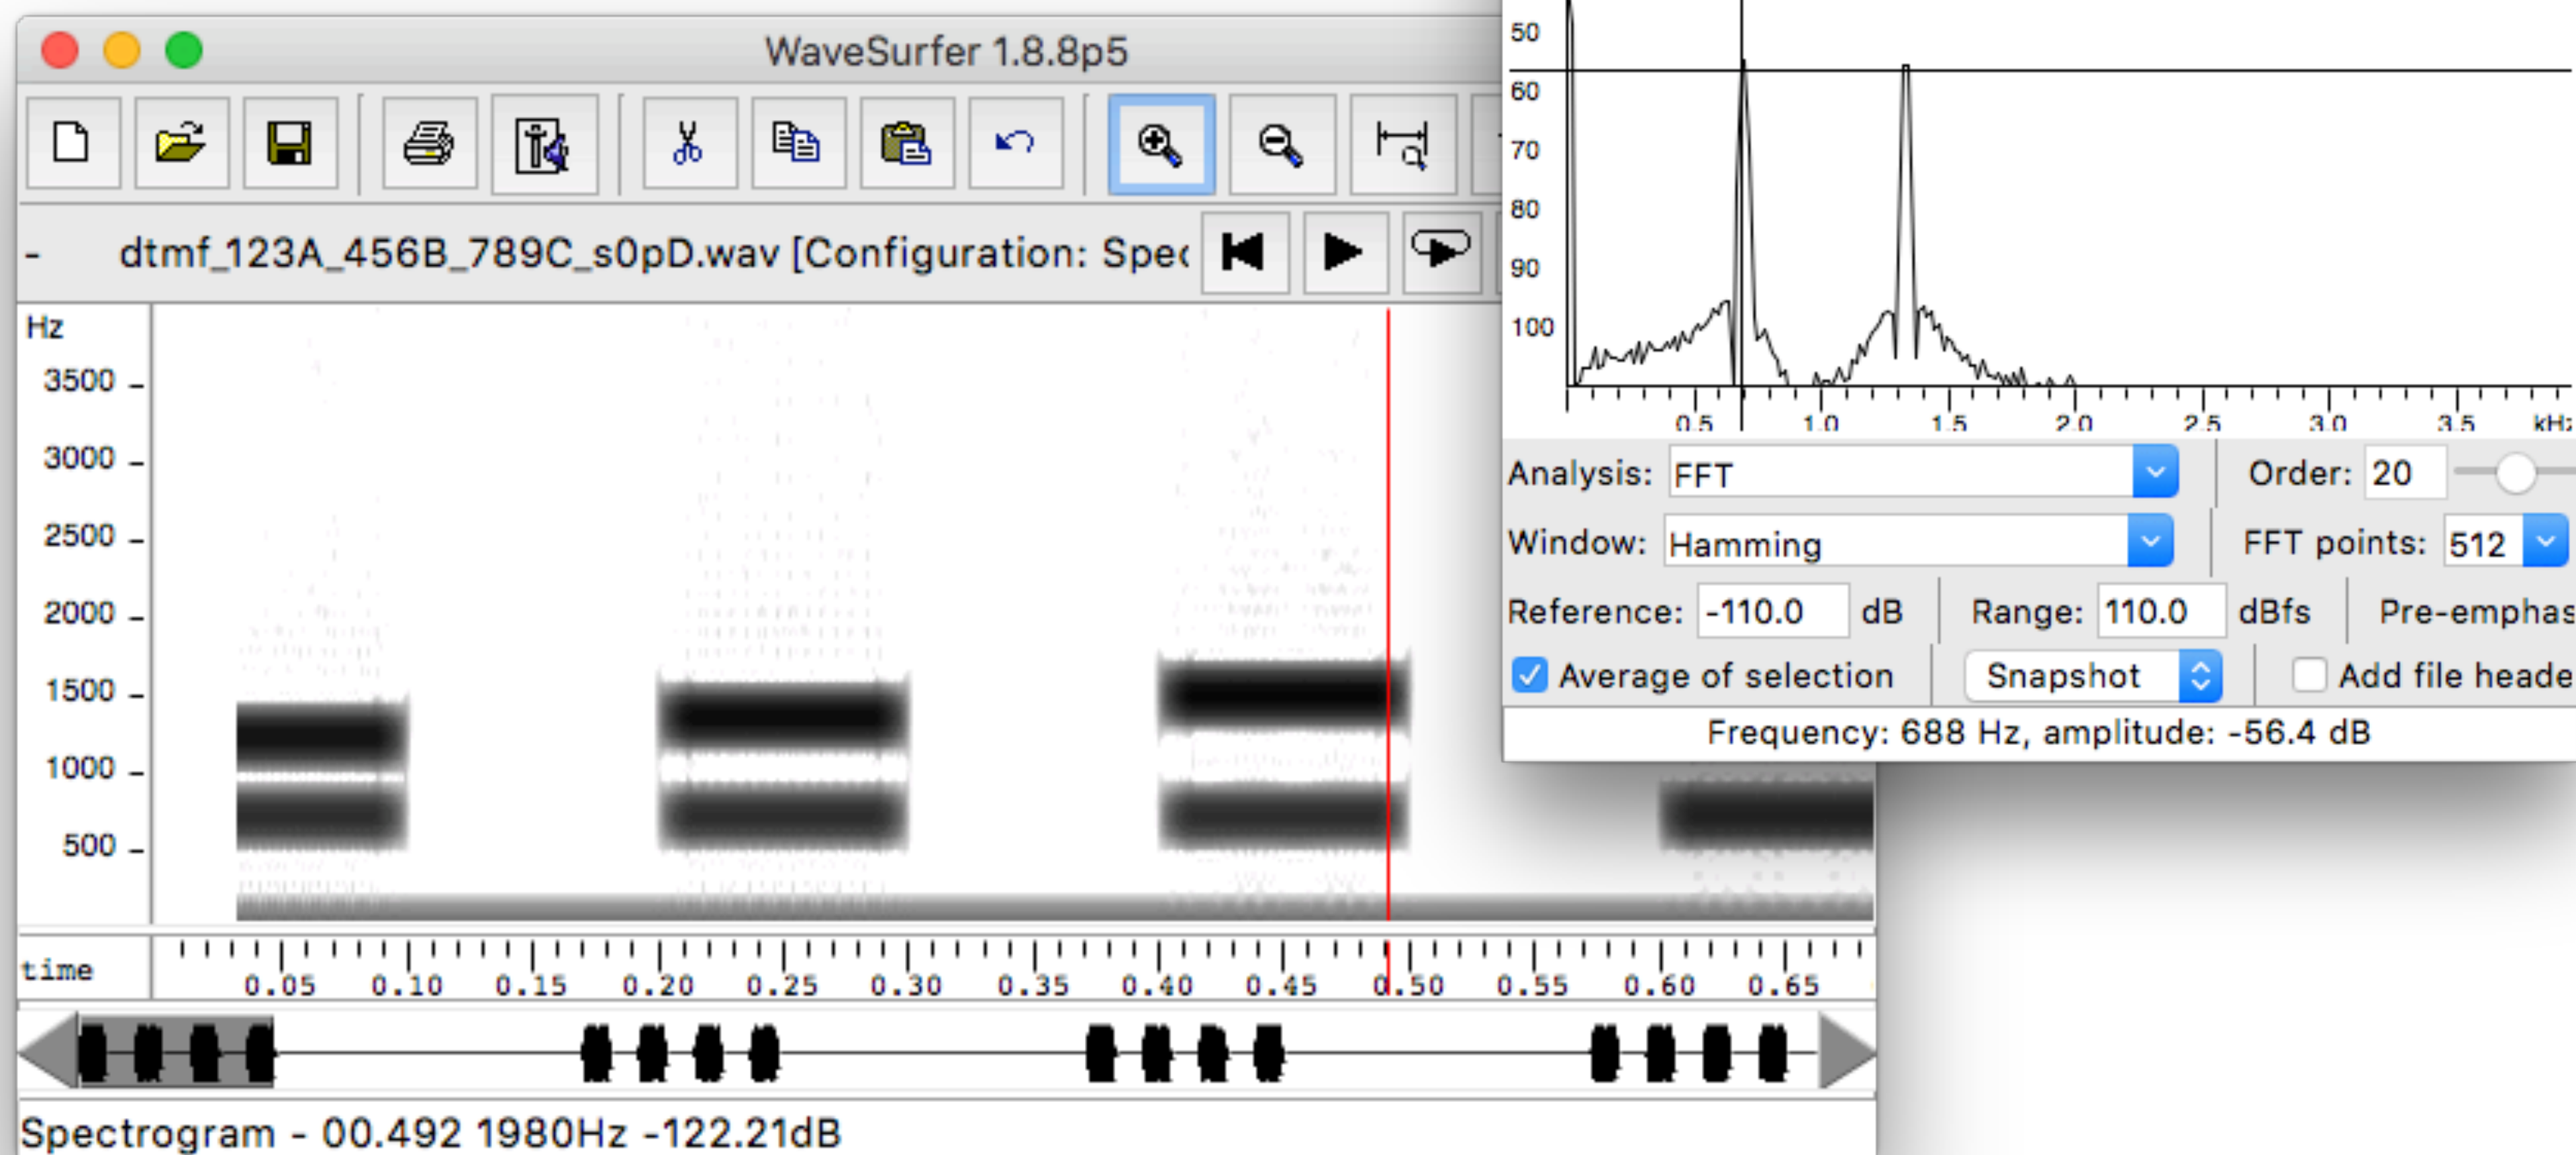 WaveSurfer 1.8.8p5
- dtmf_123A_456B_789C_s0pD.wav [Configuration: Spec
Hz
3500
3000
2500
2000
1500
1000
500
time 0.05 0.10 0.15 0.20 0.25 0.30 0.35 0.40 0.45 0.50 0.55 0.60 0.65
Spectrogram - 00.492 1980Hz -122.21dB
50
60
70
80
90
100
0.5 1.0 1.5 2.0 2.5 3.0 3.5 kHz
Analysis: FFT Order: 20
Window: Hamming FFT points: 512
Reference: -110.0 dB Range: 110.0 dBfs Pre-emphas
Average of selection Snapshot Add file heade
Frequency: 688 Hz, amplitude: -56.4 dB